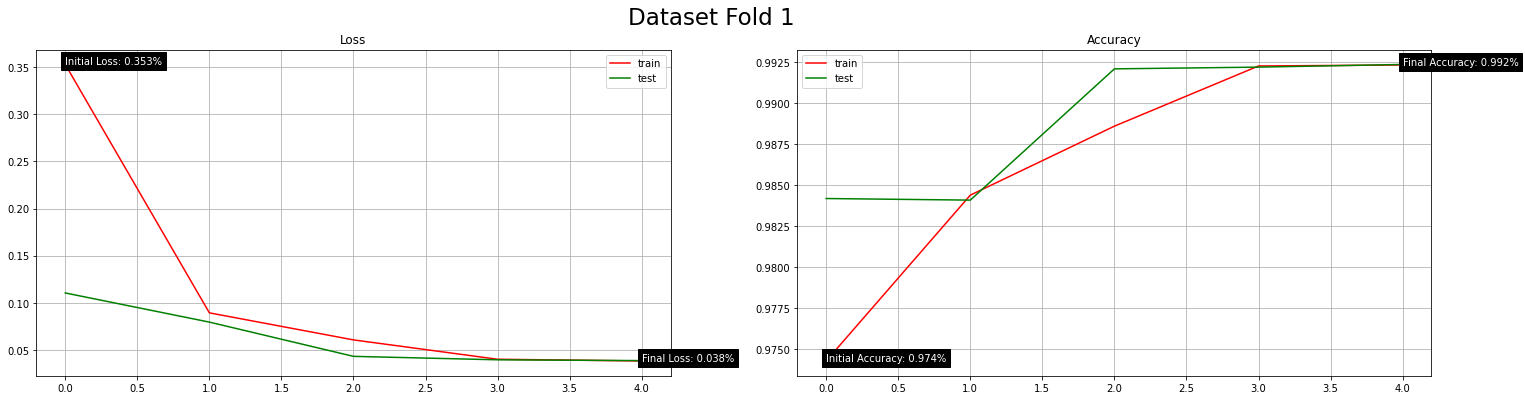 Dataset Fold 1
Loss
Initial Loss: 0.353%
train
test
0.35
0.30
0.25
0.20
0.15
0.10
0.05
Final Loss: 0.038%
0.0 0.5 1.0 1.5 2.0 2.5 3.0 3.5 4.0
Accuracy
train
test
Final Accuracy: 0.992%
0.9925
0.9900
0.9875
0.9850
0.9825
0.9800
0.9775
0.9750
Initial Accuracy: 0.974%
0.0 0.5 1.0 1.5 2.0 2.5 3.0 3.5 4.0